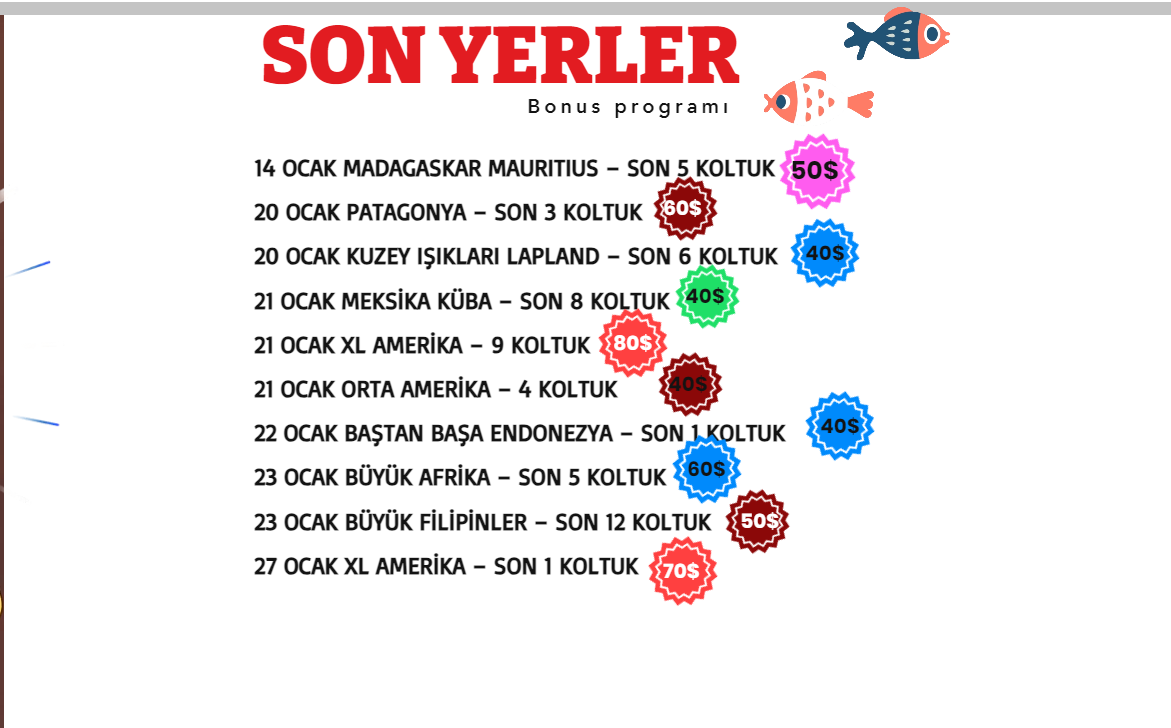 SON YERLER
Bonus programı
14 OCAK MADAGASKAR MAURITIUS – SON 5 KOLTUK 50$
20 OCAK PATAGONYA – SON 3 KOLTUK 60$
20 OCAK KUZEY IŞIKLARI LAPLAND – SON 6 KOLTUK 40$
21 OCAK MEKSİKA KÜBA – SON 8 KOLTUK 40$
21 OCAK XL AMERİKA – 9 KOLTUK 80$
21 OCAK ORTA AMERİKA – 4 KOLTUK 40$
22 OCAK BAŞTAN BAŞA ENDONEZYA – SON 1 KOLTUK 40$
23 OCAK BÜYÜK AFRİKA – SON 5 KOLTUK 60$
23 OCAK BÜYÜK FİLİPİNLER – SON 12 KOLTUK 50$
27 OCAK XL AMERİKA – SON 1 KOLTUK 70$